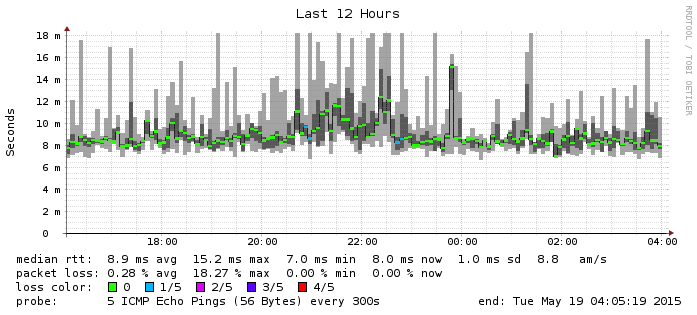 Last 12 Hours
RRDTOOL / TOBI OETIKER
Seconds
18 m
16 m
14 m
12 m
10 m
8 m
6 m
4 m
2 m
0
18:00 20:00 22:00 00:00 02:00 04:00
median rtt: 8.9 ms avg 15.2 ms max 7.0 ms min 8.0 ms now 1.0 ms sd 8.8 am/s
packet loss: 0.28 % avg 18.27 % max 0.00 % min 0.00 % now
loss color: 0 1/5 2/5 3/5 4/5
probe: 5 ICMP Echo Pings (56 Bytes) every 300s end: Tue May 19 04:05:19 2015